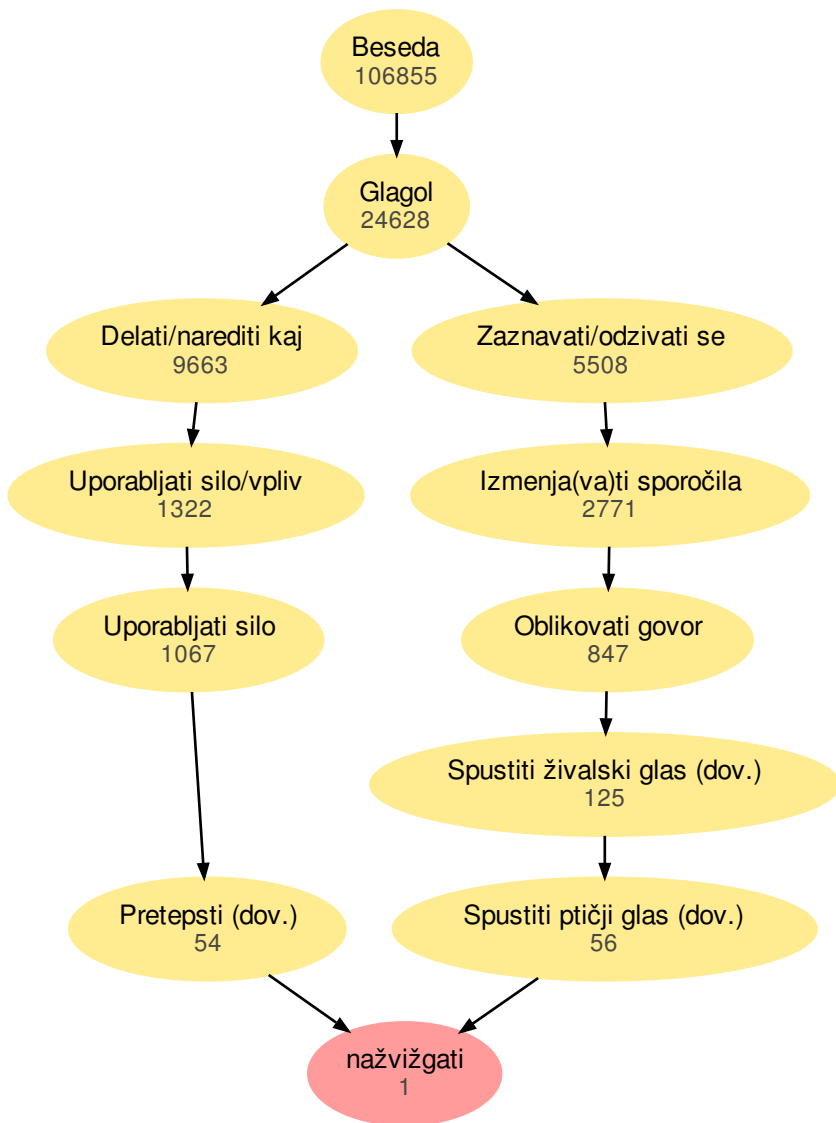 Beseda
106855
Glagol
24628
Delati/narediti kaj
9663
Zaznavati/odzivati se
5508
Uporabljati silo/vpliv
1322
Izmenja(va)ti sporočila
2771
Uporabljati silo
1067
Oblikovati govor
847
Spustiti živalski glas (dov.)
125
Pretepsti (dov.)
54
Spustiti ptičji glas (dov.)
56
nažvižgati
1